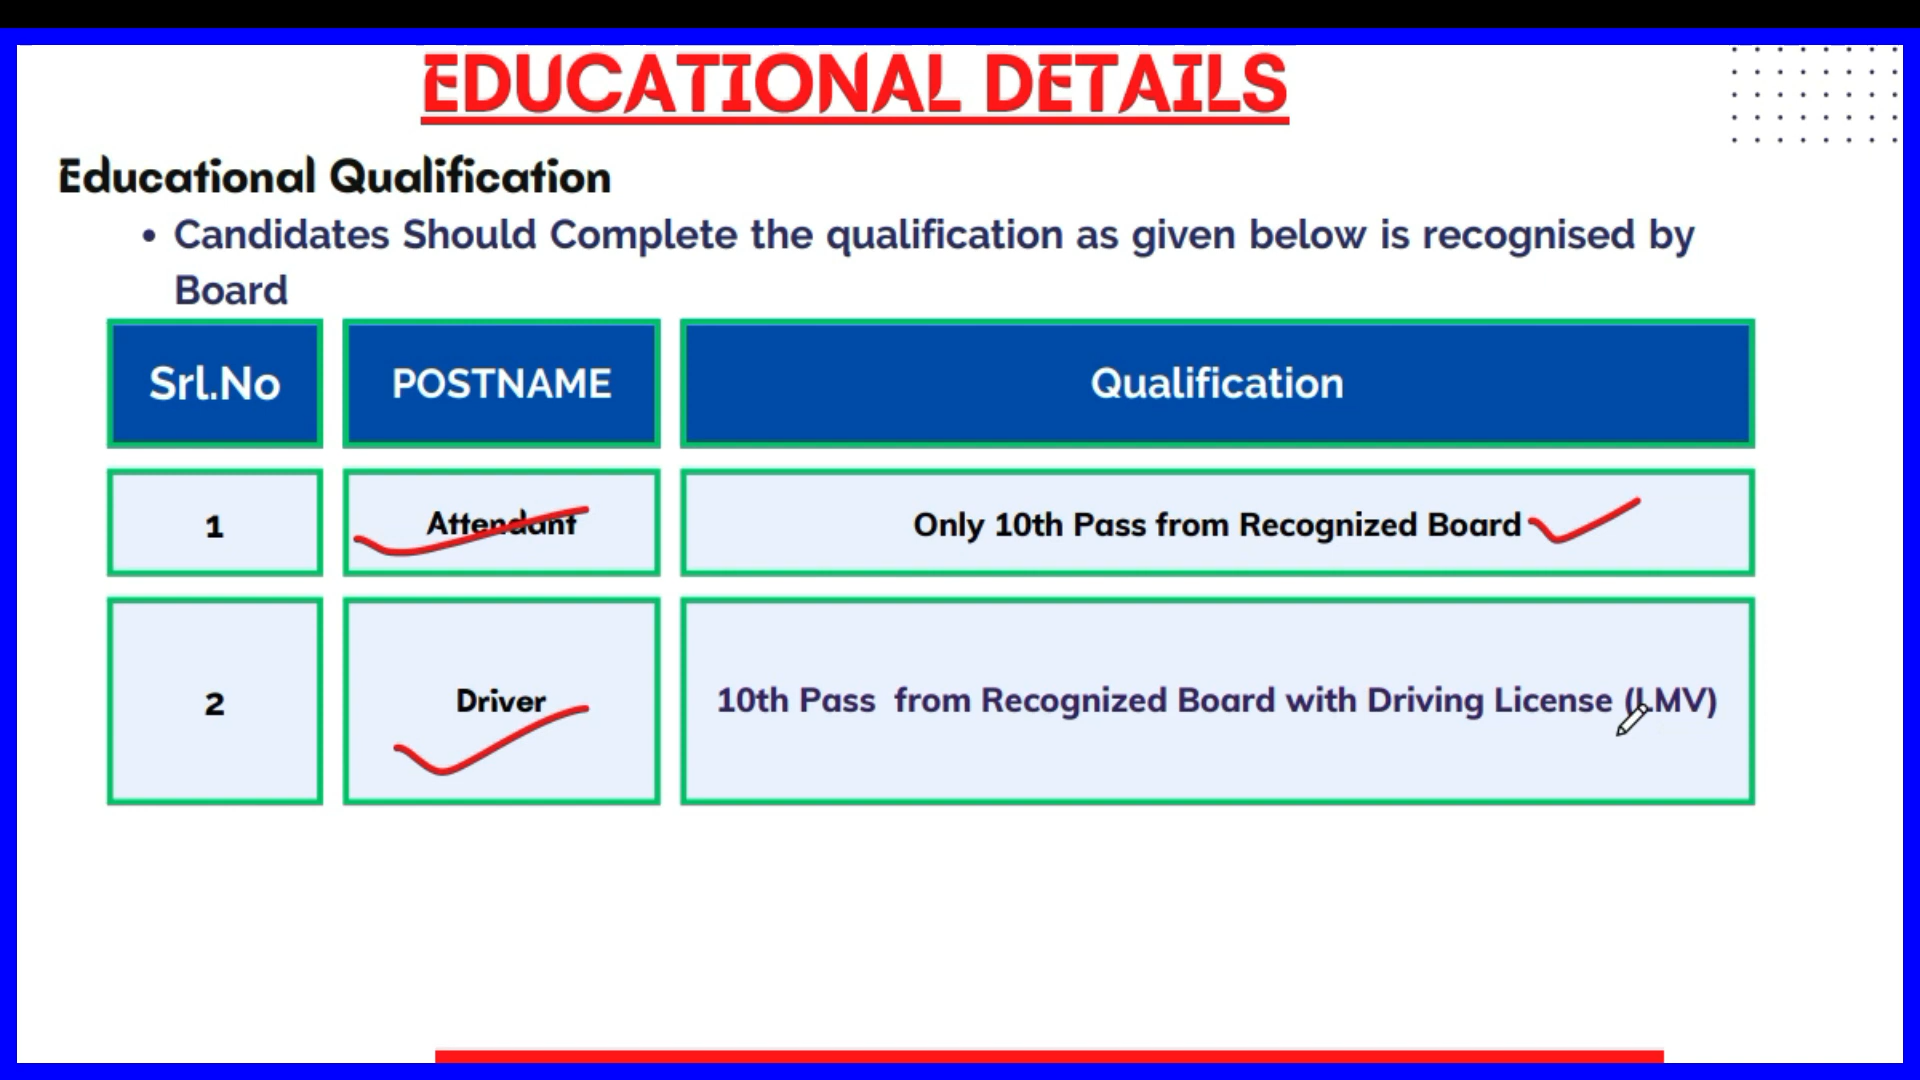 EDUCATIONAL DETAILS
Educational Qualification
• Candidates Should Complete the qualification as given below is recognised by
Board
Srl.No POSTNAME Qualification
1 Attendant Only 10th Pass from Recognized Board
2 Driver 10th Pass from Recognized Board with Driving License (LMV)